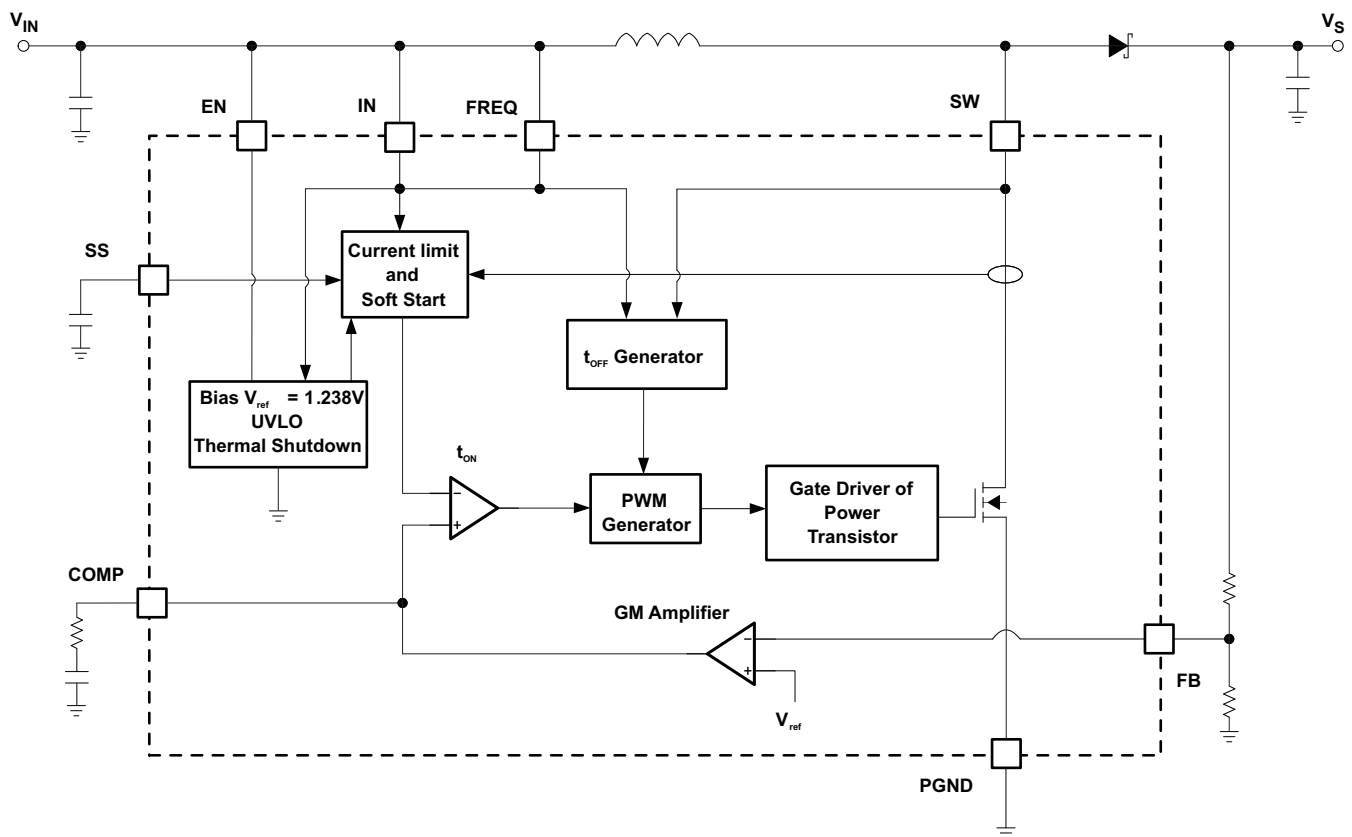 VIN
VS
EN
IN
FREQ
SW
SS
Current limit
and
Soft Start
tOFF Generator
Bias Vref = 1.238V
UVLO
Thermal Shutdown
tON
−
+
PWM
Generator
Gate Driver of
Power
Transistor
COMP
GM Amplifier
−
+
Vref
FB
PGND